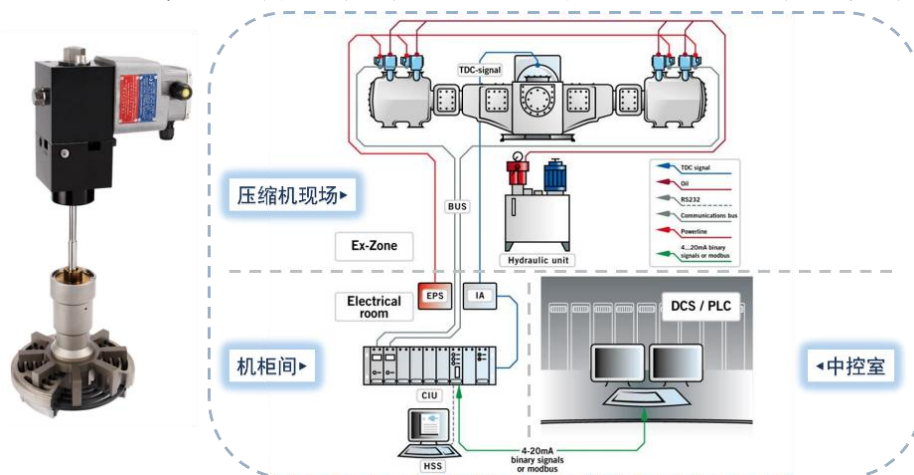 TDC-signal
压缩机现场▸
BUS
Ex-Zone
Hydraulic unit
TDC signal
Oil
RS232
Communications bus
Powerline
4....20mA binary
signals or modbus
Electrical
room
EPS
IA
DCS / PLC
机柜间▸
◂中控室
CIU
HSS
4-20mA
binary signals
or modbus